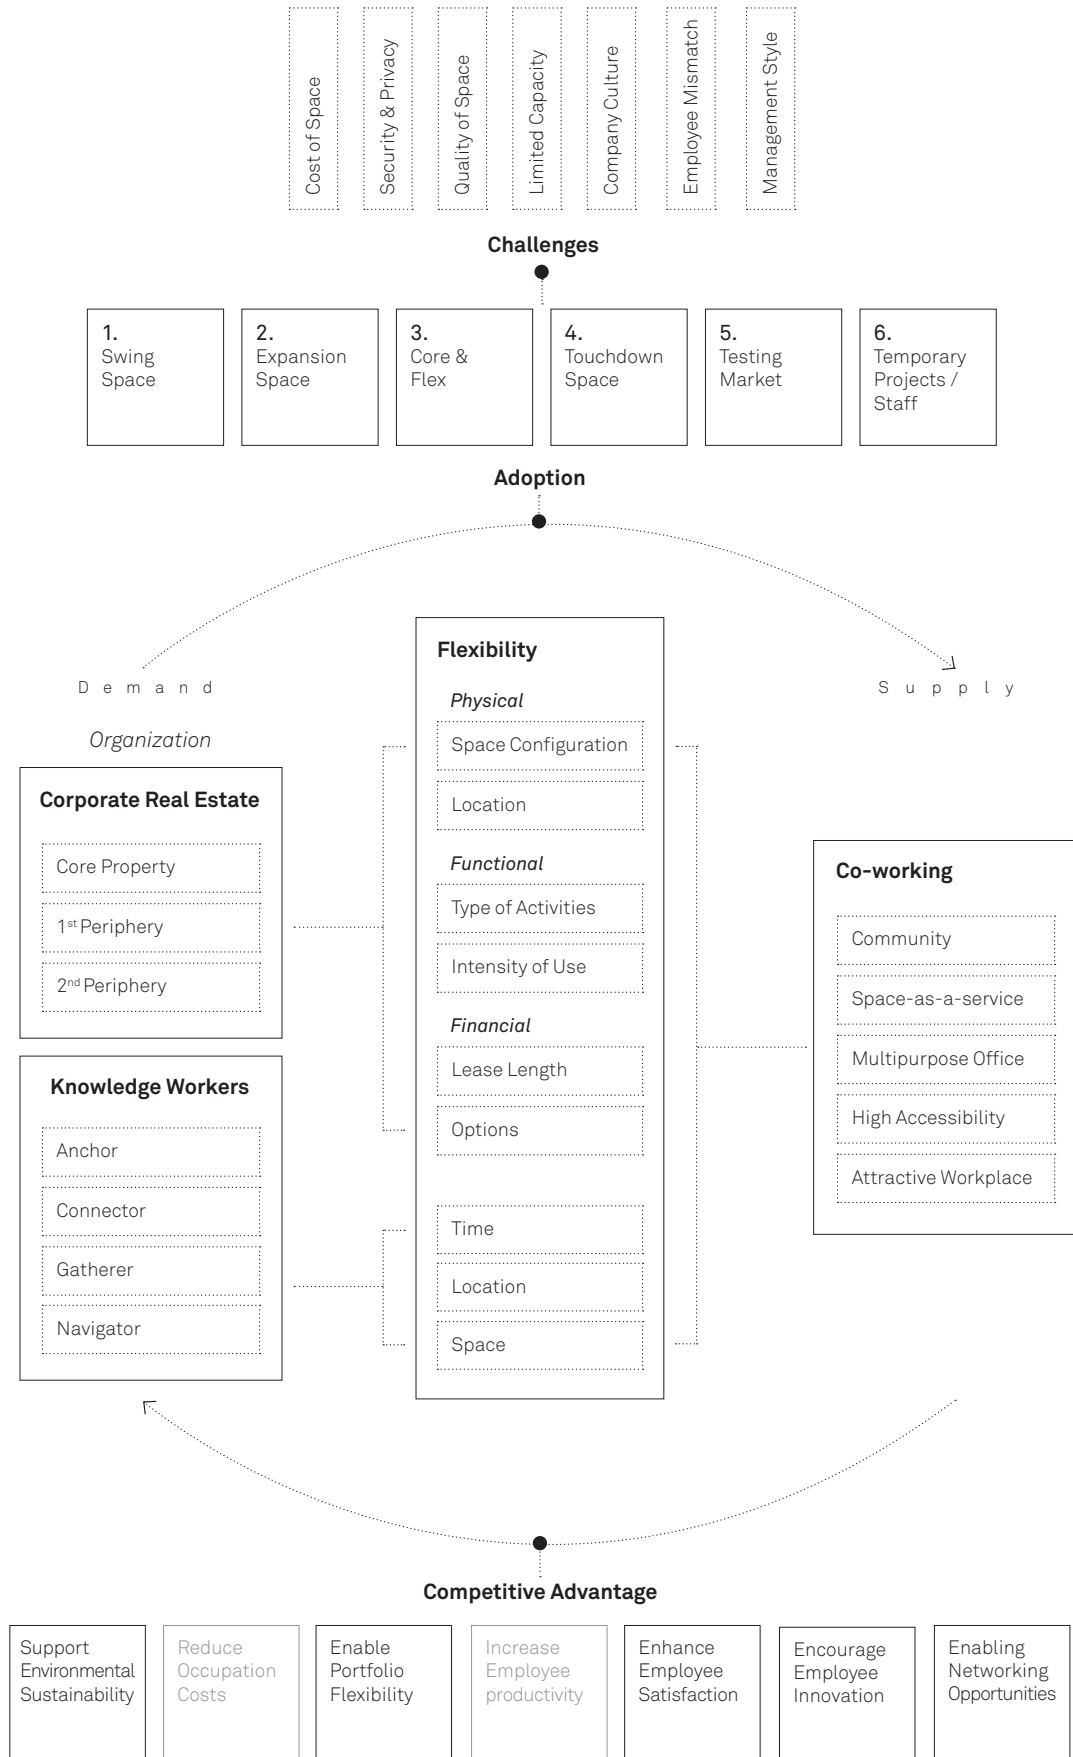 Cost of Space
Security & Privacy
Quality of Space
Limited Capacity
Company Culture
Employee Mismatch
Management Style
Challenges
1.
Swing
Space
2.
Expansion
Space
3.
Core &
Flex
4.
Touchdown
Space
5.
Testing
Market
6.
Temporary
Projects /
Staff
Adoption
Demand
Supply
Organization
Corporate Real Estate
Core Property
1st Periphery
2nd Periphery
Knowledge Workers
Anchor
Connector
Gatherer
Navigator
Flexibility
Physical
Space Configuration
Location
Functional
Type of Activities
Intensity of Use
Financial
Lease Length
Options
Time
Location
Space
Co-working
Community
Space-as-a-service
Multipurpose Office
High Accessibility
Attractive Workplace
Competitive Advantage
Support
Environmental
Sustainability
Reduce
Occupation
Costs
Enable
Portfolio
Flexibility
Increase
Employee
productivity
Enhance
Employee
Satisfaction
Encourage
Employee
Innovation
Enabling
Networking
Opportunities